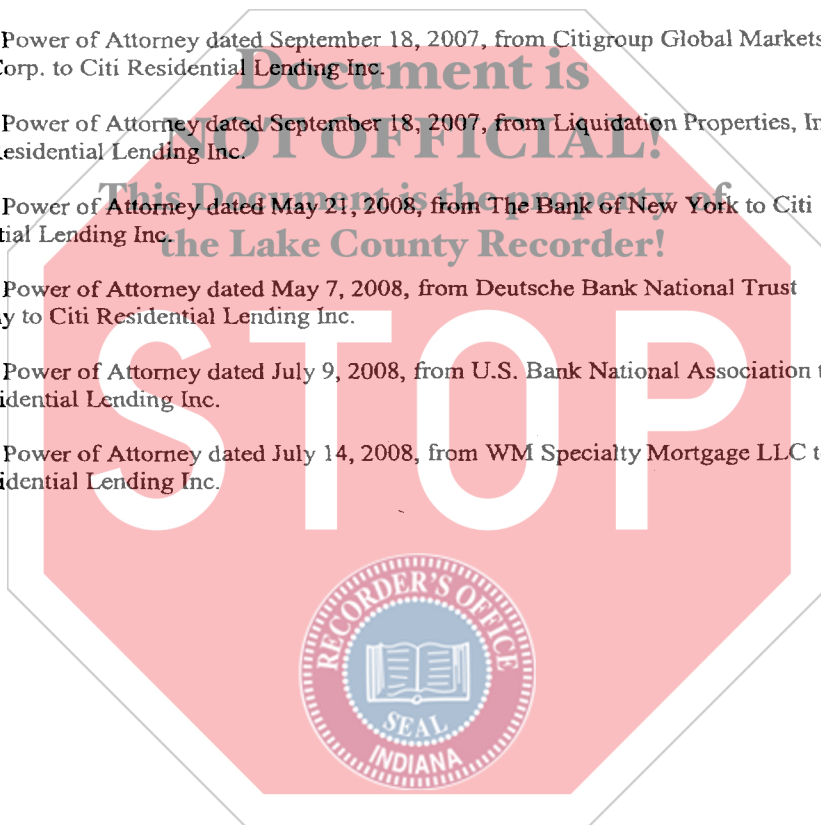 Power of Attorney dated September 18, 2007, from Citigroup Global Markets
Corp. to Citi Residential Lending Inc.
Document is
Power of Attorney dated September 18, 2007, from Liquidation Properties, In
esidential Lending Inc.
NOT OFFICIAL!
Power of Attorney dated May 21, 2008, from The Bank of New York to Citi
This Document is the property of
tial Lending Inc.
the Lake County Recorder!
Power of Attorney dated May 7, 2008, from Deutsche Bank National Trust
y to Citi Residential Lending Inc.
Power of Attorney dated July 9, 2008, from U.S. Bank National Association t
idential Lending Inc.
Power of Attorney dated July 14, 2008, from WM Specialty Mortgage LLC t
idential Lending Inc.
STOP
RECORDER'S OFFICE
SEAL
INDIANA